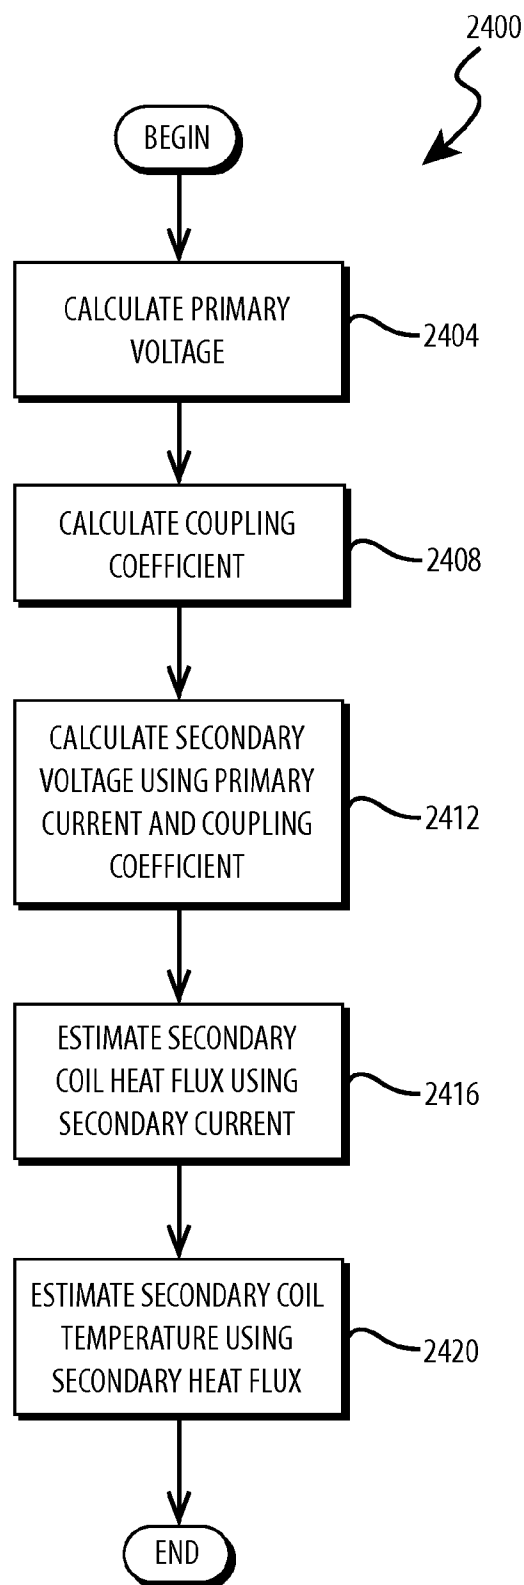 2400
BEGIN
CALCULATE PRIMARY
VOLTAGE
2404
CALCULATE COUPLING
COEFFICIENT
2408
CALCULATE SECONDARY
VOLTAGE USING PRIMARY
CURRENT AND COUPLING
COEFFICIENT
2412
ESTIMATE SECONDARY
COIL HEAT FLUX USING
SECONDARY CURRENT
2416
ESTIMATE SECONDARY COIL
TEMPERATURE USING
SECONDARY HEAT FLUX
2420
END